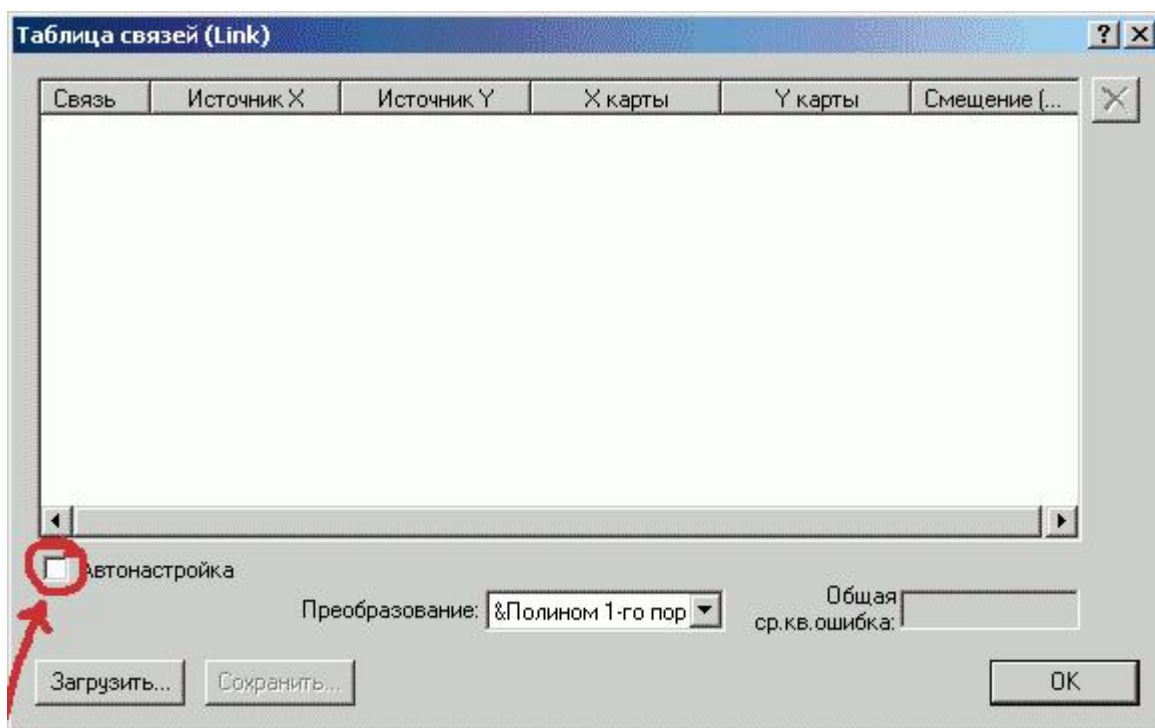 Таблица связей (Link)
Связь Источник X Источник Y X карты Y карты Смещение (...
Автонастройка
Преобразование: &Полином 1-го пор
Общая
ср.кв.ошибка:
Загрузить... Сохранить... OK